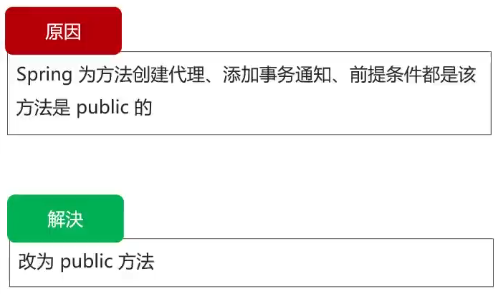 原因
Spring 为方法创建代理、添加事务通知、前提条件都是该
方法是 public 的
解决
改为 public 方法